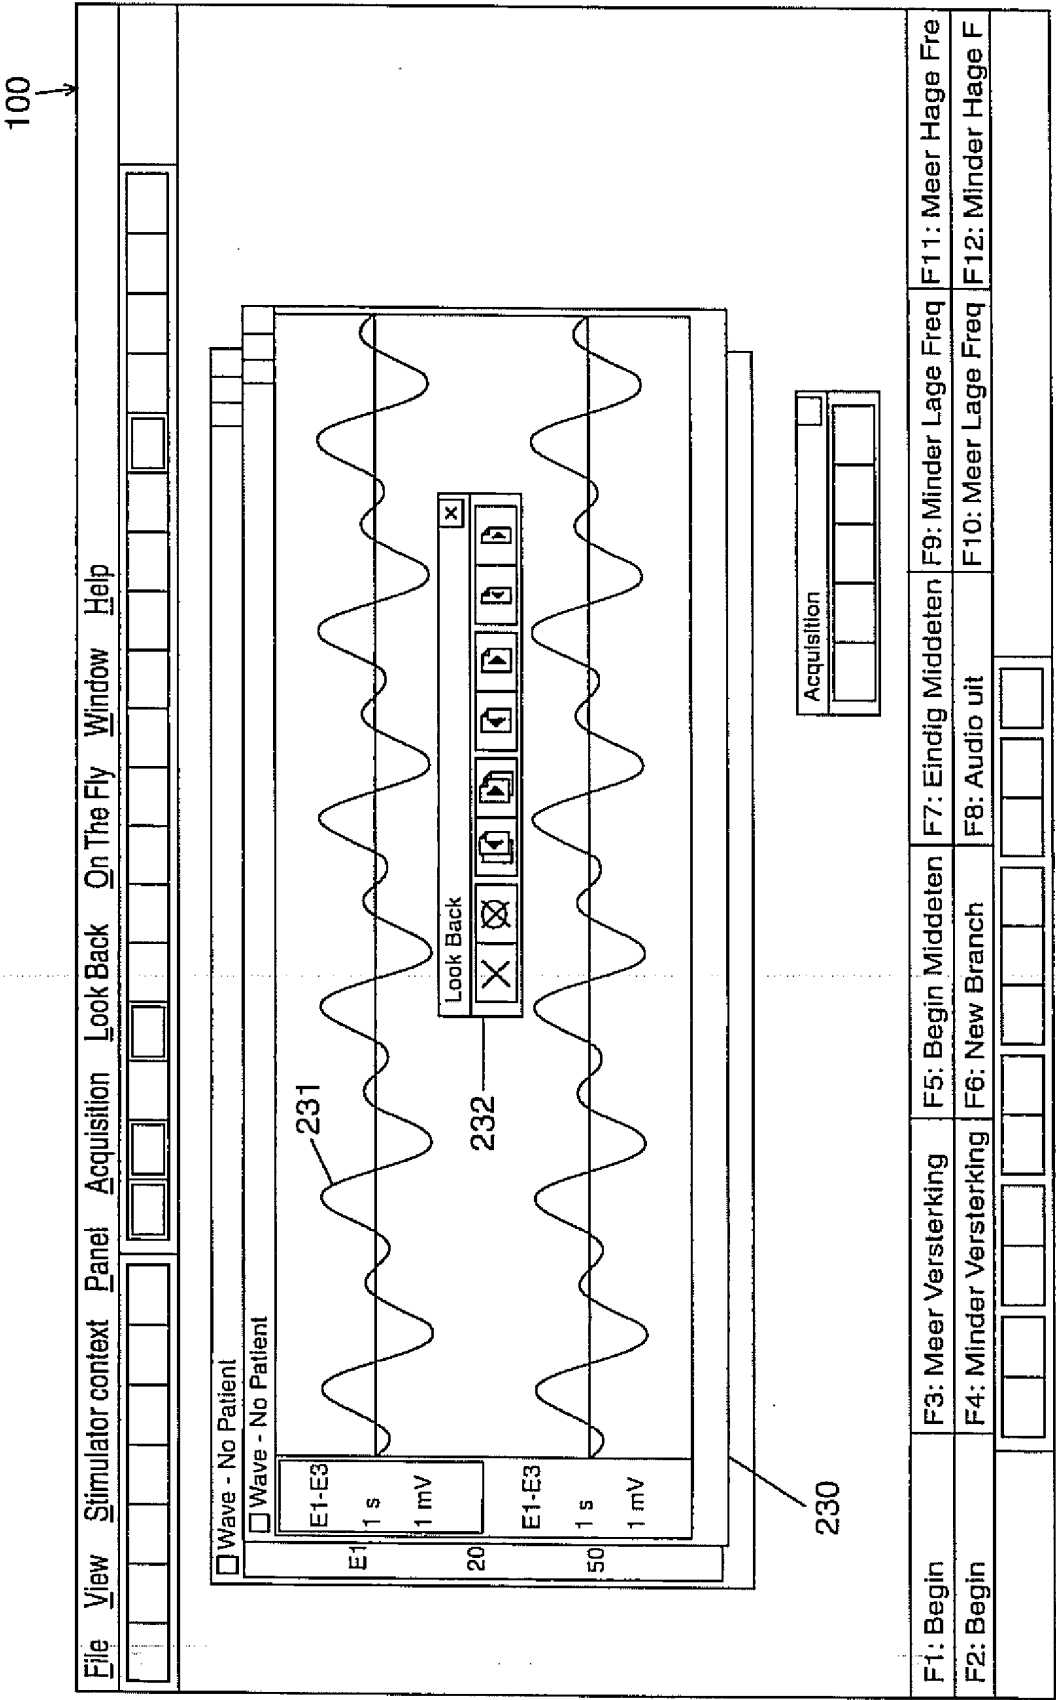 100
File View Stimulator context Panel Acquisition Look Back On The Fly Window Help
Wave - No Patient
Wave - No Patient
E1-E3
1 s
1 mV
E1
20
50
231
Look Back
232
E1-E3
1 s
1 mV
230
Acquisition
F1: Begin F3: Meer Versterking F5: Begin Middeten F7: Eindig Middeten F9: Minder Lage Freq F11: Meer Hage Fre
F2: Begin F4: Minder Versterking F6: New Branch F8: Audio uit F10: Meer Lage Freq F12: Minder Hage F